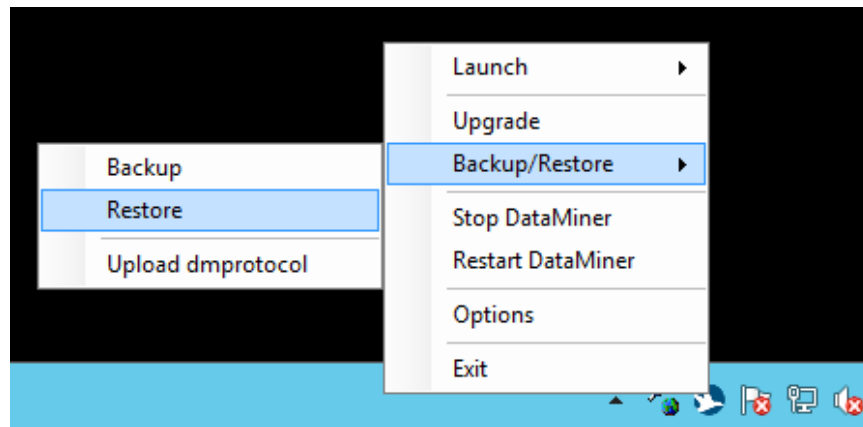 Launch
Upgrade
Backup/Restore
Stop DataMiner
Restart DataMiner
Options
Exit
Backup
Restore
Upload dmprotocol